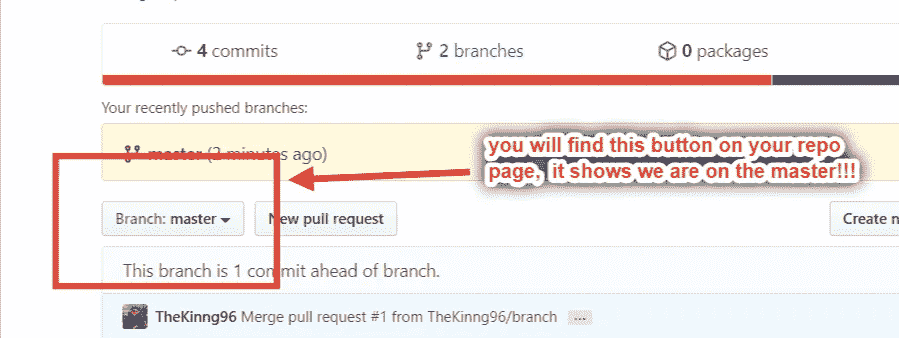 4 commits
2 branches
0 packages
Your recently pushed branches:
master (2 minutes ago)
you will find this button on your repo
page, it shows we are on the master!!!
Branch: master
New pull request
Create n
This branch is 1 commit ahead of branch.
TheKinng96 Merge pull request #1 from TheKinng96/branch ...